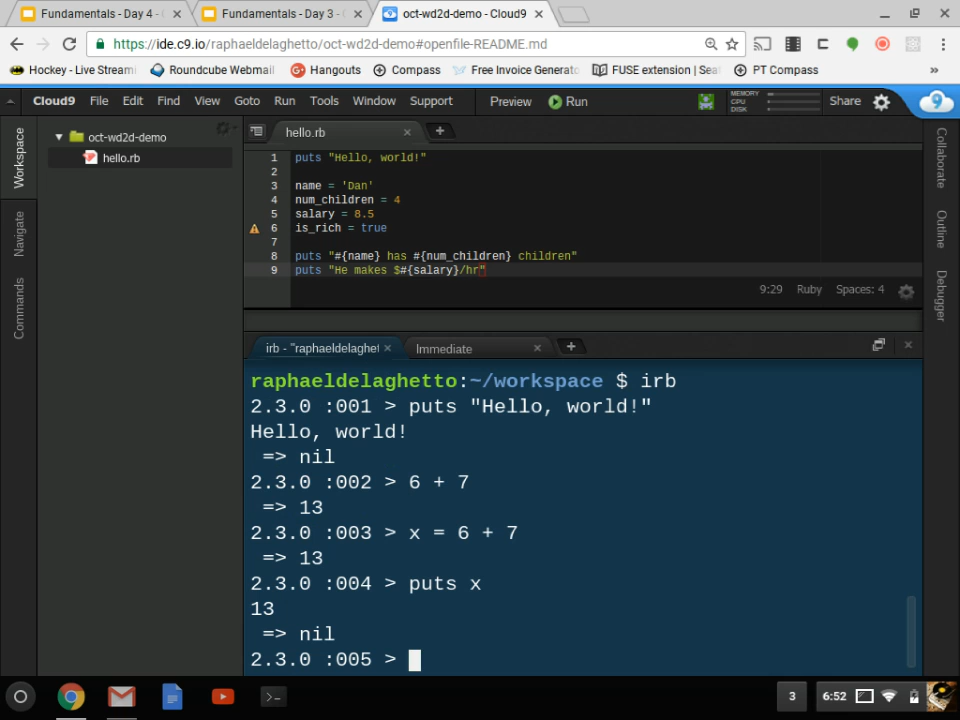 Fundamentals - Day 4 -
Fundamentals - Day 3 -
oct-wd2d-demo - Cloud9
https://ide.c9.io/raphaeldelaghetto/oct-wd2d-demo#openfile-README.md
Hockey - Live Streami
Roundcube Webmail
Hangouts
Compass
Free Invoice Generato
FUSE extension | Seaf
PT Compass
»
Cloud9 File Edit Find View Goto Run Tools Window Support Preview Run
MEMORY
CPU
DISK
Share
Workspace
Navigate
Commands
oct-wd2d-demo
hello.rb
hello.rb
1 puts "Hello, world!"
2
3 name = 'Dan'
4 num_children = 4
5 salary = 8.5
6 is_rich = true
7
8 puts "#{name} has #{num_children} children"
9 puts "He makes $#{salary}/hr"
9:29 Ruby Spaces: 4
Collaborate
Outline
Debugger
irb - "raphaeldelaghet
Immediate
raphaeldelaghetto:~/workspace $ irb
2.3.0 :001 > puts "Hello, world!"
Hello, world!
=> nil
2.3.0 :002 > 6 + 7
=> 13
2.3.0 :003 > x = 6 + 7
=> 13
2.3.0 :004 > puts x
13
=> nil
2.3.0 :005 >
3
6:52